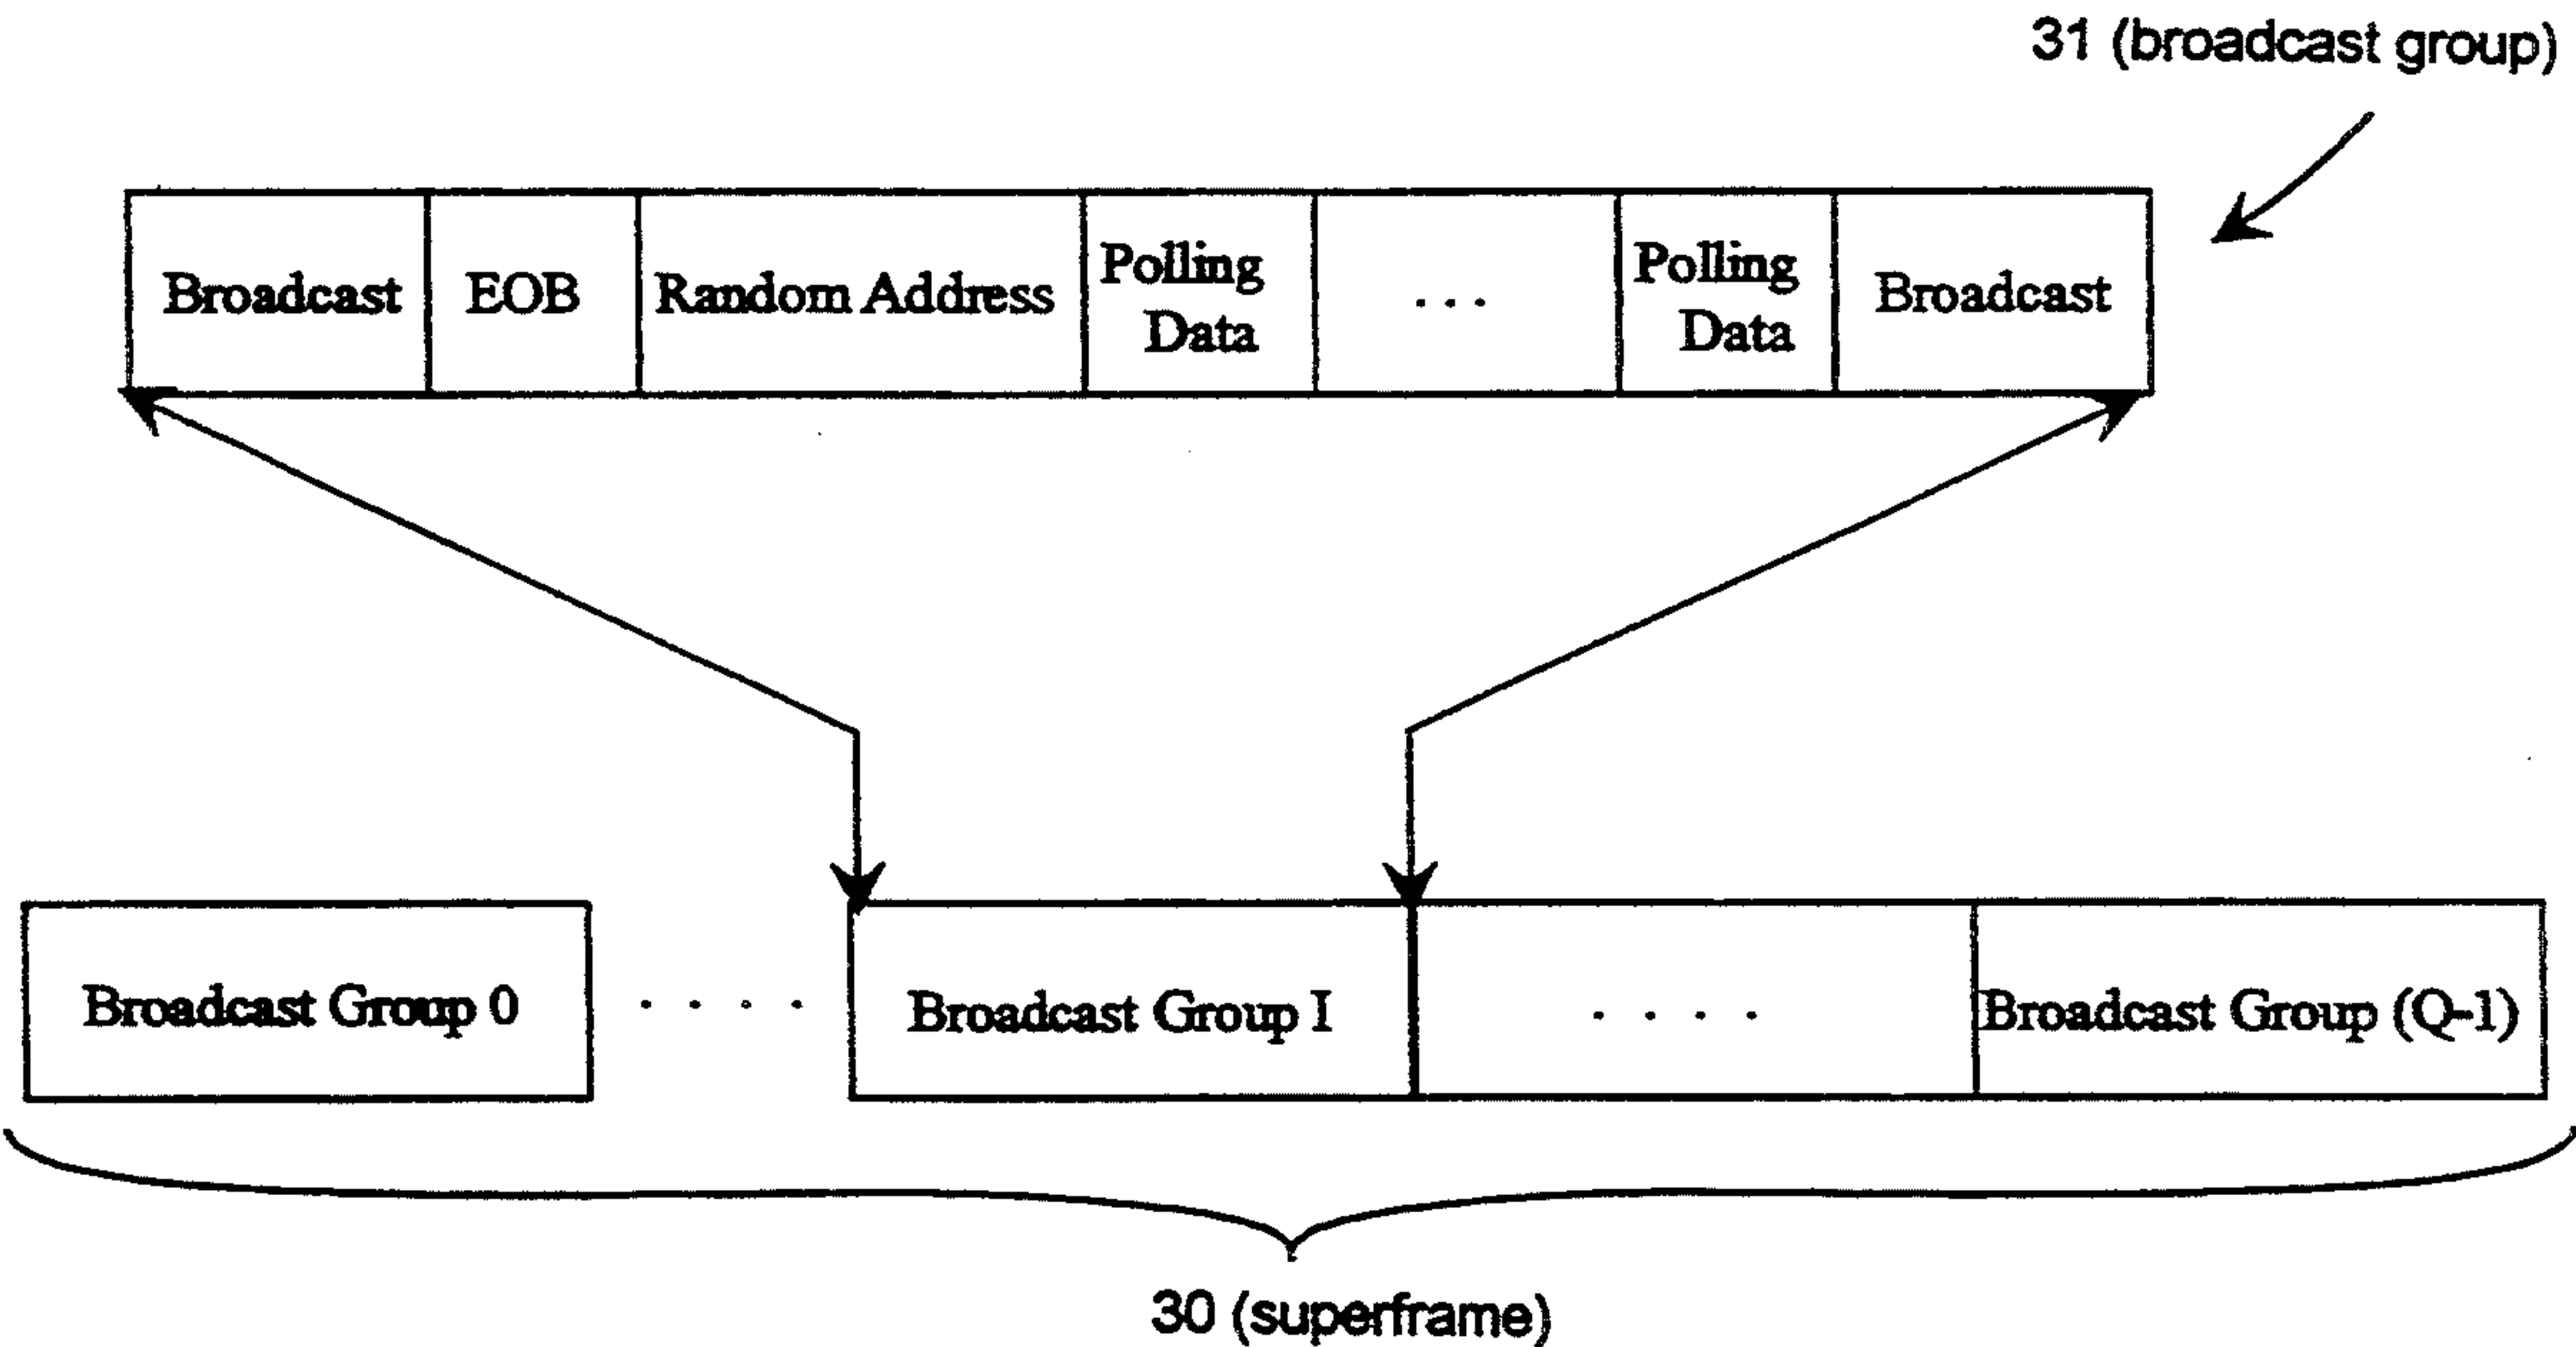 31 (broadcast group)
Broadcast EOB Random Address Polling Data ... Polling Data Broadcast
Broadcast Group 0 .... Broadcast Group I .... Broadcast Group (Q-1)
30 (superframe)